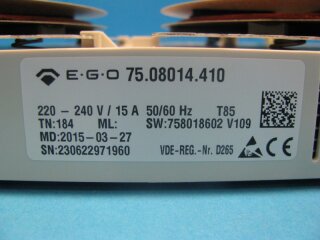 E·G·O 75.08014.410
220 – 240 V / 15 A 50/60 Hz T85
TN:184 ML: SW:758018602 V109
MD:2015-03-27
SN:230622971960 VDE-REG.-Nr. D265 CE